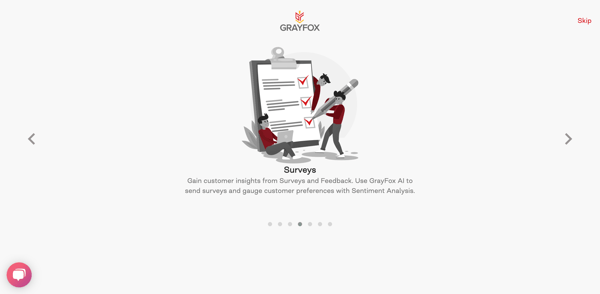 GRAYFOX
Skip
Surveys
Gain customer insights from Surveys and Feedback. Use GrayFox AI to
send surveys and gauge customer preferences with Sentiment Analysis.